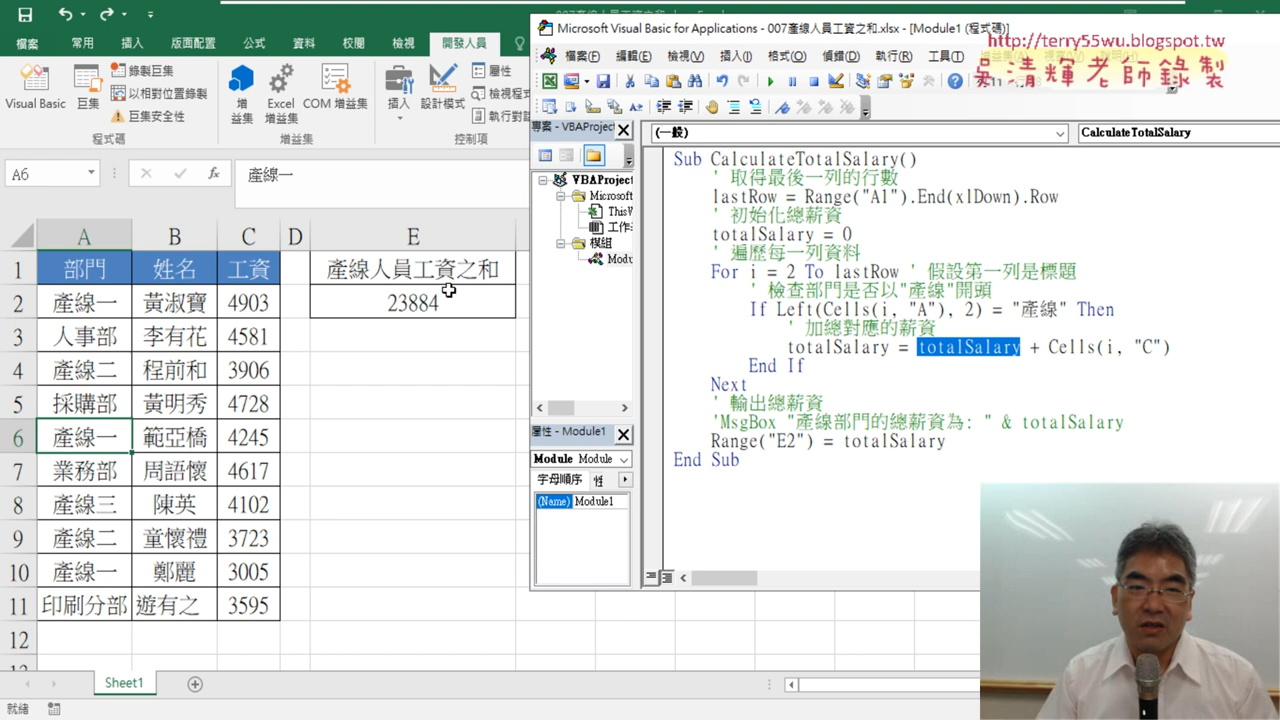 Microsoft Visual Basic for Applications - 007產線人員工資之和.xlsx - [Module1 (程式碼)]
http://terry55wu.blogspot.tw
吳清輝老師錄製
檔案 常用 插入 版面配置 公式 資料 校閱 檢視 開發人員
檔案(F) 編輯(E) 檢視(V) 插入(I) 格式(O) 偵錯(D) 執行(R) 工具(T)
Visual Basic 巨集 錄製巨集 以相對位置錄製 巨集安全性
增益集 Excel 增益集 COM 增益集
插入 設計模式 屬性 檢視程式 執行對話
程式碼 增益集 控制項
專案 - VBAProject
(一般) CalculateTotalSalary
VBAProject
Microsoft
ThisW
工作
模組
Modu
A6 fx 產線一
A B C D E
1 部門 姓名 工資 產線人員工資之和
2 產線一 黃淑寶 4903 23884
3 人事部 李有花 4581
4 產線二 程前和 3906
5 採購部 黃明秀 4728
6 產線一 範亞橋 4245
7 業務部 周語懷 4617
8 產線三 陳英 4102
9 產線二 童懷禮 3723
10 產線一 鄭麗 3005
11 印刷分部 遊有之 3595
12
Sub CalculateTotalSalary()
' 取得最後一列的行數
lastRow = Range("A1").End(xlDown).Row
' 初始化總薪資
totalSalary = 0
' 遍歷每一列資料
For i = 2 To lastRow ' 假設第一列是標題
' 檢查部門是否以"產線"開頭
If Left(Cells(i, "A"), 2) = "產線" Then
' 加總對應的薪資
totalSalary = totalSalary + Cells(i, "C")
End If
Next
' 輸出總薪資
'MsgBox "產線部門的總薪資為: " & totalSalary
Range("E2") = totalSalary
End Sub
屬性 - Module1
Module Module
字母順序 性
(Name) Module1
Sheet1
就緒